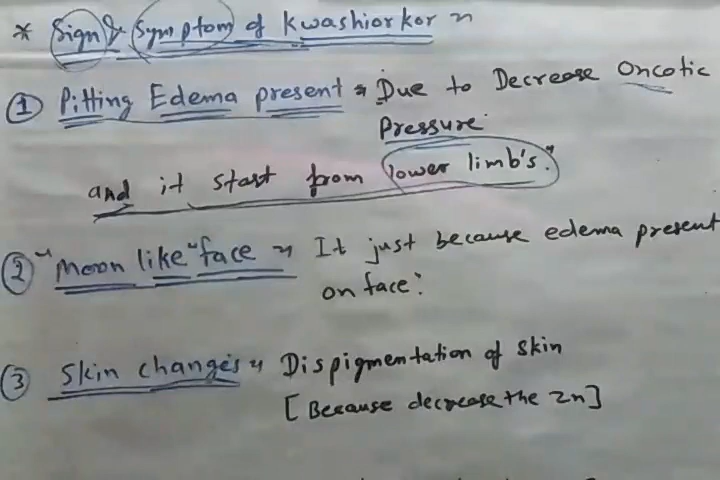 * Sign & Symptom of Kwashiorkor
① Pitting Edema present Due to Decrease Oncotic
Pressure
and it start from lower limb's."
② "Moon like" face It just because edema present
on face:
③ Skin changes Dispigmentation of skin
[Because decrease the Zn]